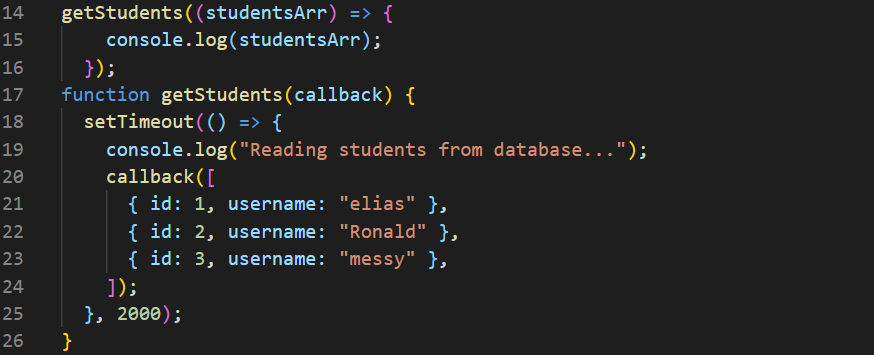 14 getStudents((studentsArr) => {
15     console.log(studentsArr);
16   });
17 function getStudents(callback) {
18   setTimeout(() => {
19     console.log("Reading students from database...");
20     callback([
21       { id: 1, username: "elias" },
22       { id: 2, username: "Ronald" },
23       { id: 3, username: "messy" },
24     ]);
25   }, 2000);
26 }